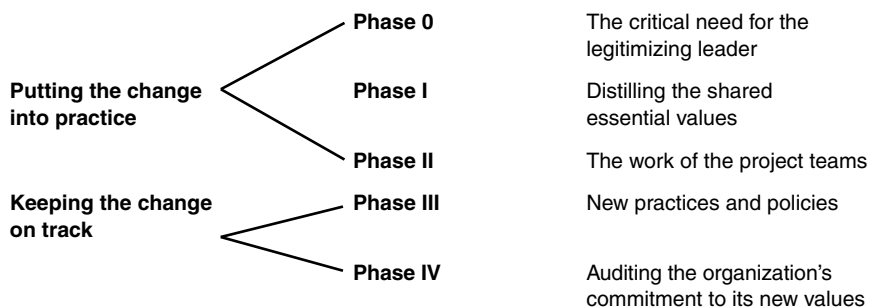 Phase 0 The critical need for the
legitimizing leader
Putting the change Phase I Distilling the shared
into practice essential values
Phase II The work of the project teams
Keeping the change Phase III New practices and policies
on track
Phase IV Auditing the organization's
commitment to its new values